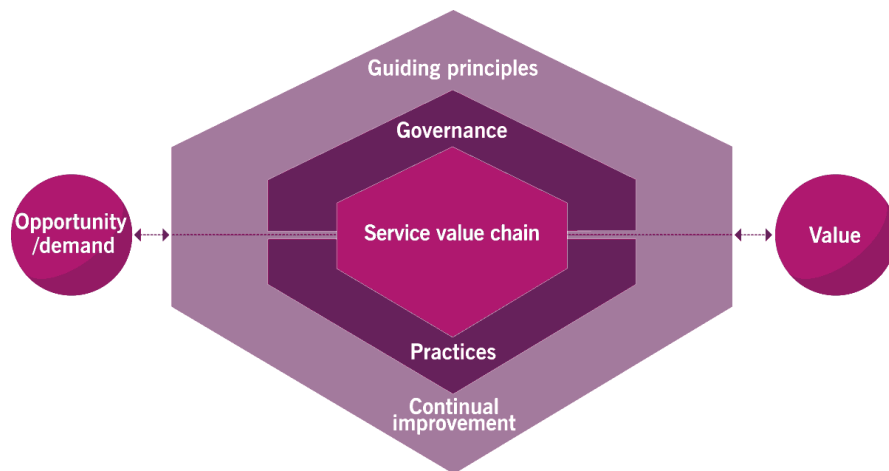 Guiding principles
Governance
Opportunity
/demand
Service value chain
Value
Practices
Continual
improvement